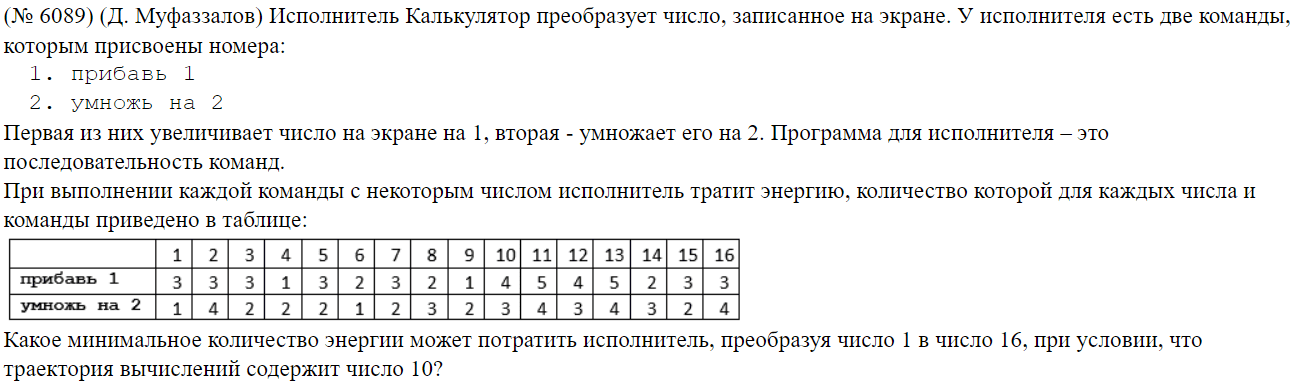 (№ 6089) (Д. Муфаззалов) Исполнитель Калькулятор преобразует число, записанное на экране. У исполнителя есть две команды,
которым присвоены номера:
1. прибавь 1
2. умножь на 2
Первая из них увеличивает число на экране на 1, вторая - умножает его на 2. Программа для исполнителя – это
последовательность команд.
При выполнении каждой команды с некоторым числом исполнитель тратит энергию, количество которой для каждых числа и
команды приведено в таблице:
1 2 3 4 5 6 7 8 9 10 11 12 13 14 15 16
прибавь 1 3 3 3 1 3 2 3 2 1 4 5 4 5 2 3 3
умножь на 2 1 4 2 2 2 1 2 3 2 3 4 3 4 3 2 4
Какое минимальное количество энергии может потратить исполнитель, преобразуя число 1 в число 16, при условии, что
траектория вычислений содержит число 10?